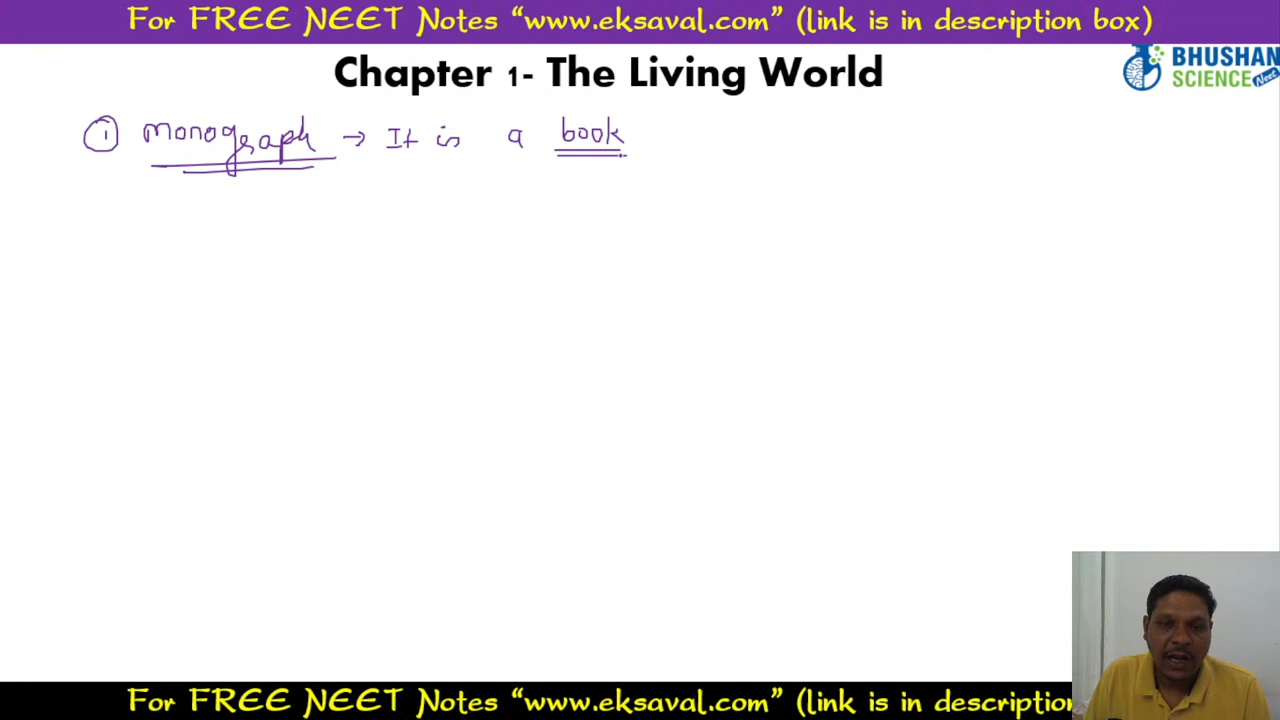 For FREE NEET Notes “www.eksaval.com” (link is in description box)
BHUSHAN
SCIENCE Neet
Chapter 1- The Living World
① Monograph → It is a book
For FREE NEET Notes “www.eksaval.com” (link is in description